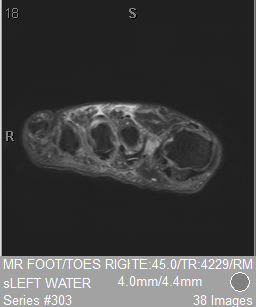 18
S
R
MR FOOT/TOES RIGHTE:45.0/TR:4229/RM
sLEFT WATER
4.0mm/4.4mm
Series #303
38 Images